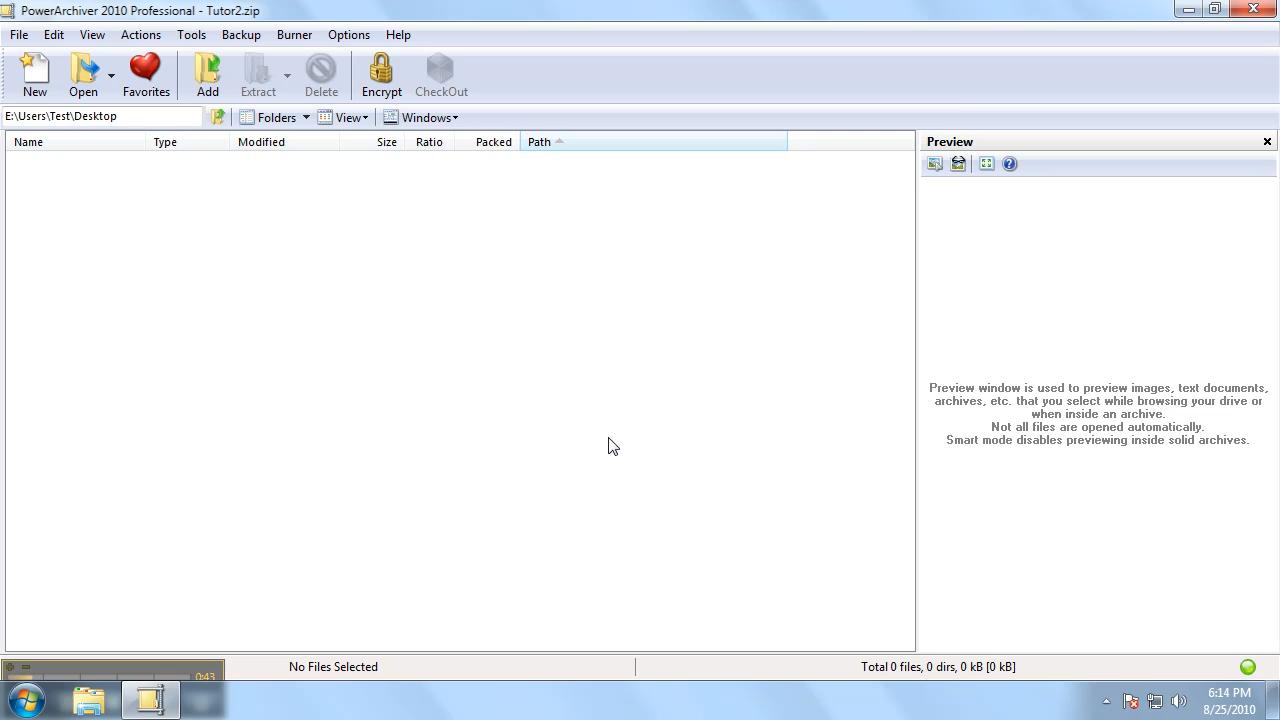 PowerArchiver 2010 Professional - Tutor2.zip
File Edit View Actions Tools Backup Burner Options Help
New Open Favorites Add Extract Delete Encrypt CheckOut
E:\Users\Test\Desktop Folders View Windows
Name Type Modified Size Ratio Packed Path Preview
Preview window is used to preview images, text documents,
archives, etc. that you select while browsing your drive or
when inside an archive.
Not all files are opened automatically.
Smart mode disables previewing inside solid archives.
No Files Selected Total 0 files, 0 dirs, 0 kB [0 kB]
0:43
6:14 PM
8/25/2010